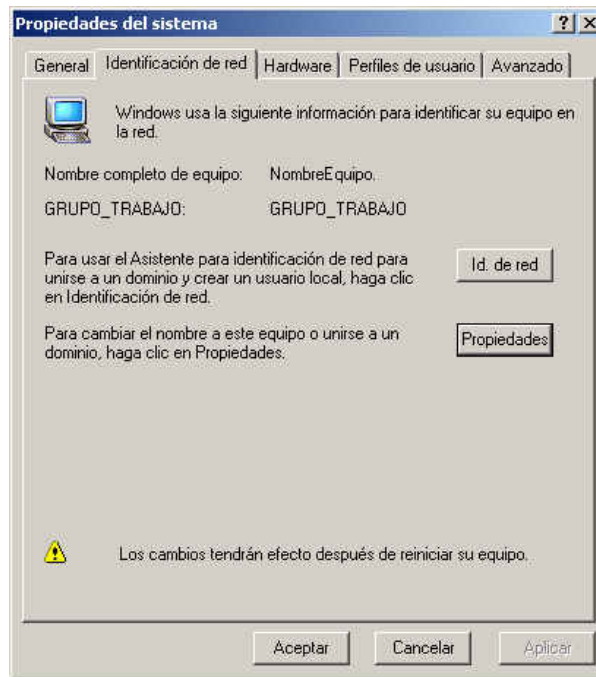 Propiedades del sistema
General Identificación de red Hardware Perfiles de usuario Avanzado
Windows usa la siguiente información para identificar su equipo en
la red.
Nombre completo de equipo: NombreEquipo.
GRUPO_TRABAJO: GRUPO_TRABAJO
Para usar el Asistente para identificación de red para
unirse a un dominio y crear un usuario local, haga clic
en Identificación de red.
Id. de red
Para cambiar el nombre a este equipo o unirse a un
dominio, haga clic en Propiedades.
Propiedades
Los cambios tendrán efecto después de reiniciar su equipo.
Aceptar Cancelar Aplicar